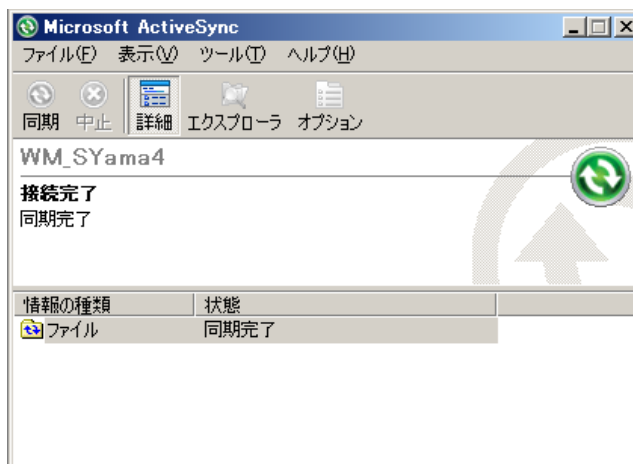 Microsoft ActiveSync
ファイル(F) 表示(V) ツール(T) ヘルプ(H)
同期 中止 詳細 エクスプローラ オプション
WM_SYama4
接続完了
同期完了
情報の種類 状態
ファイル 同期完了